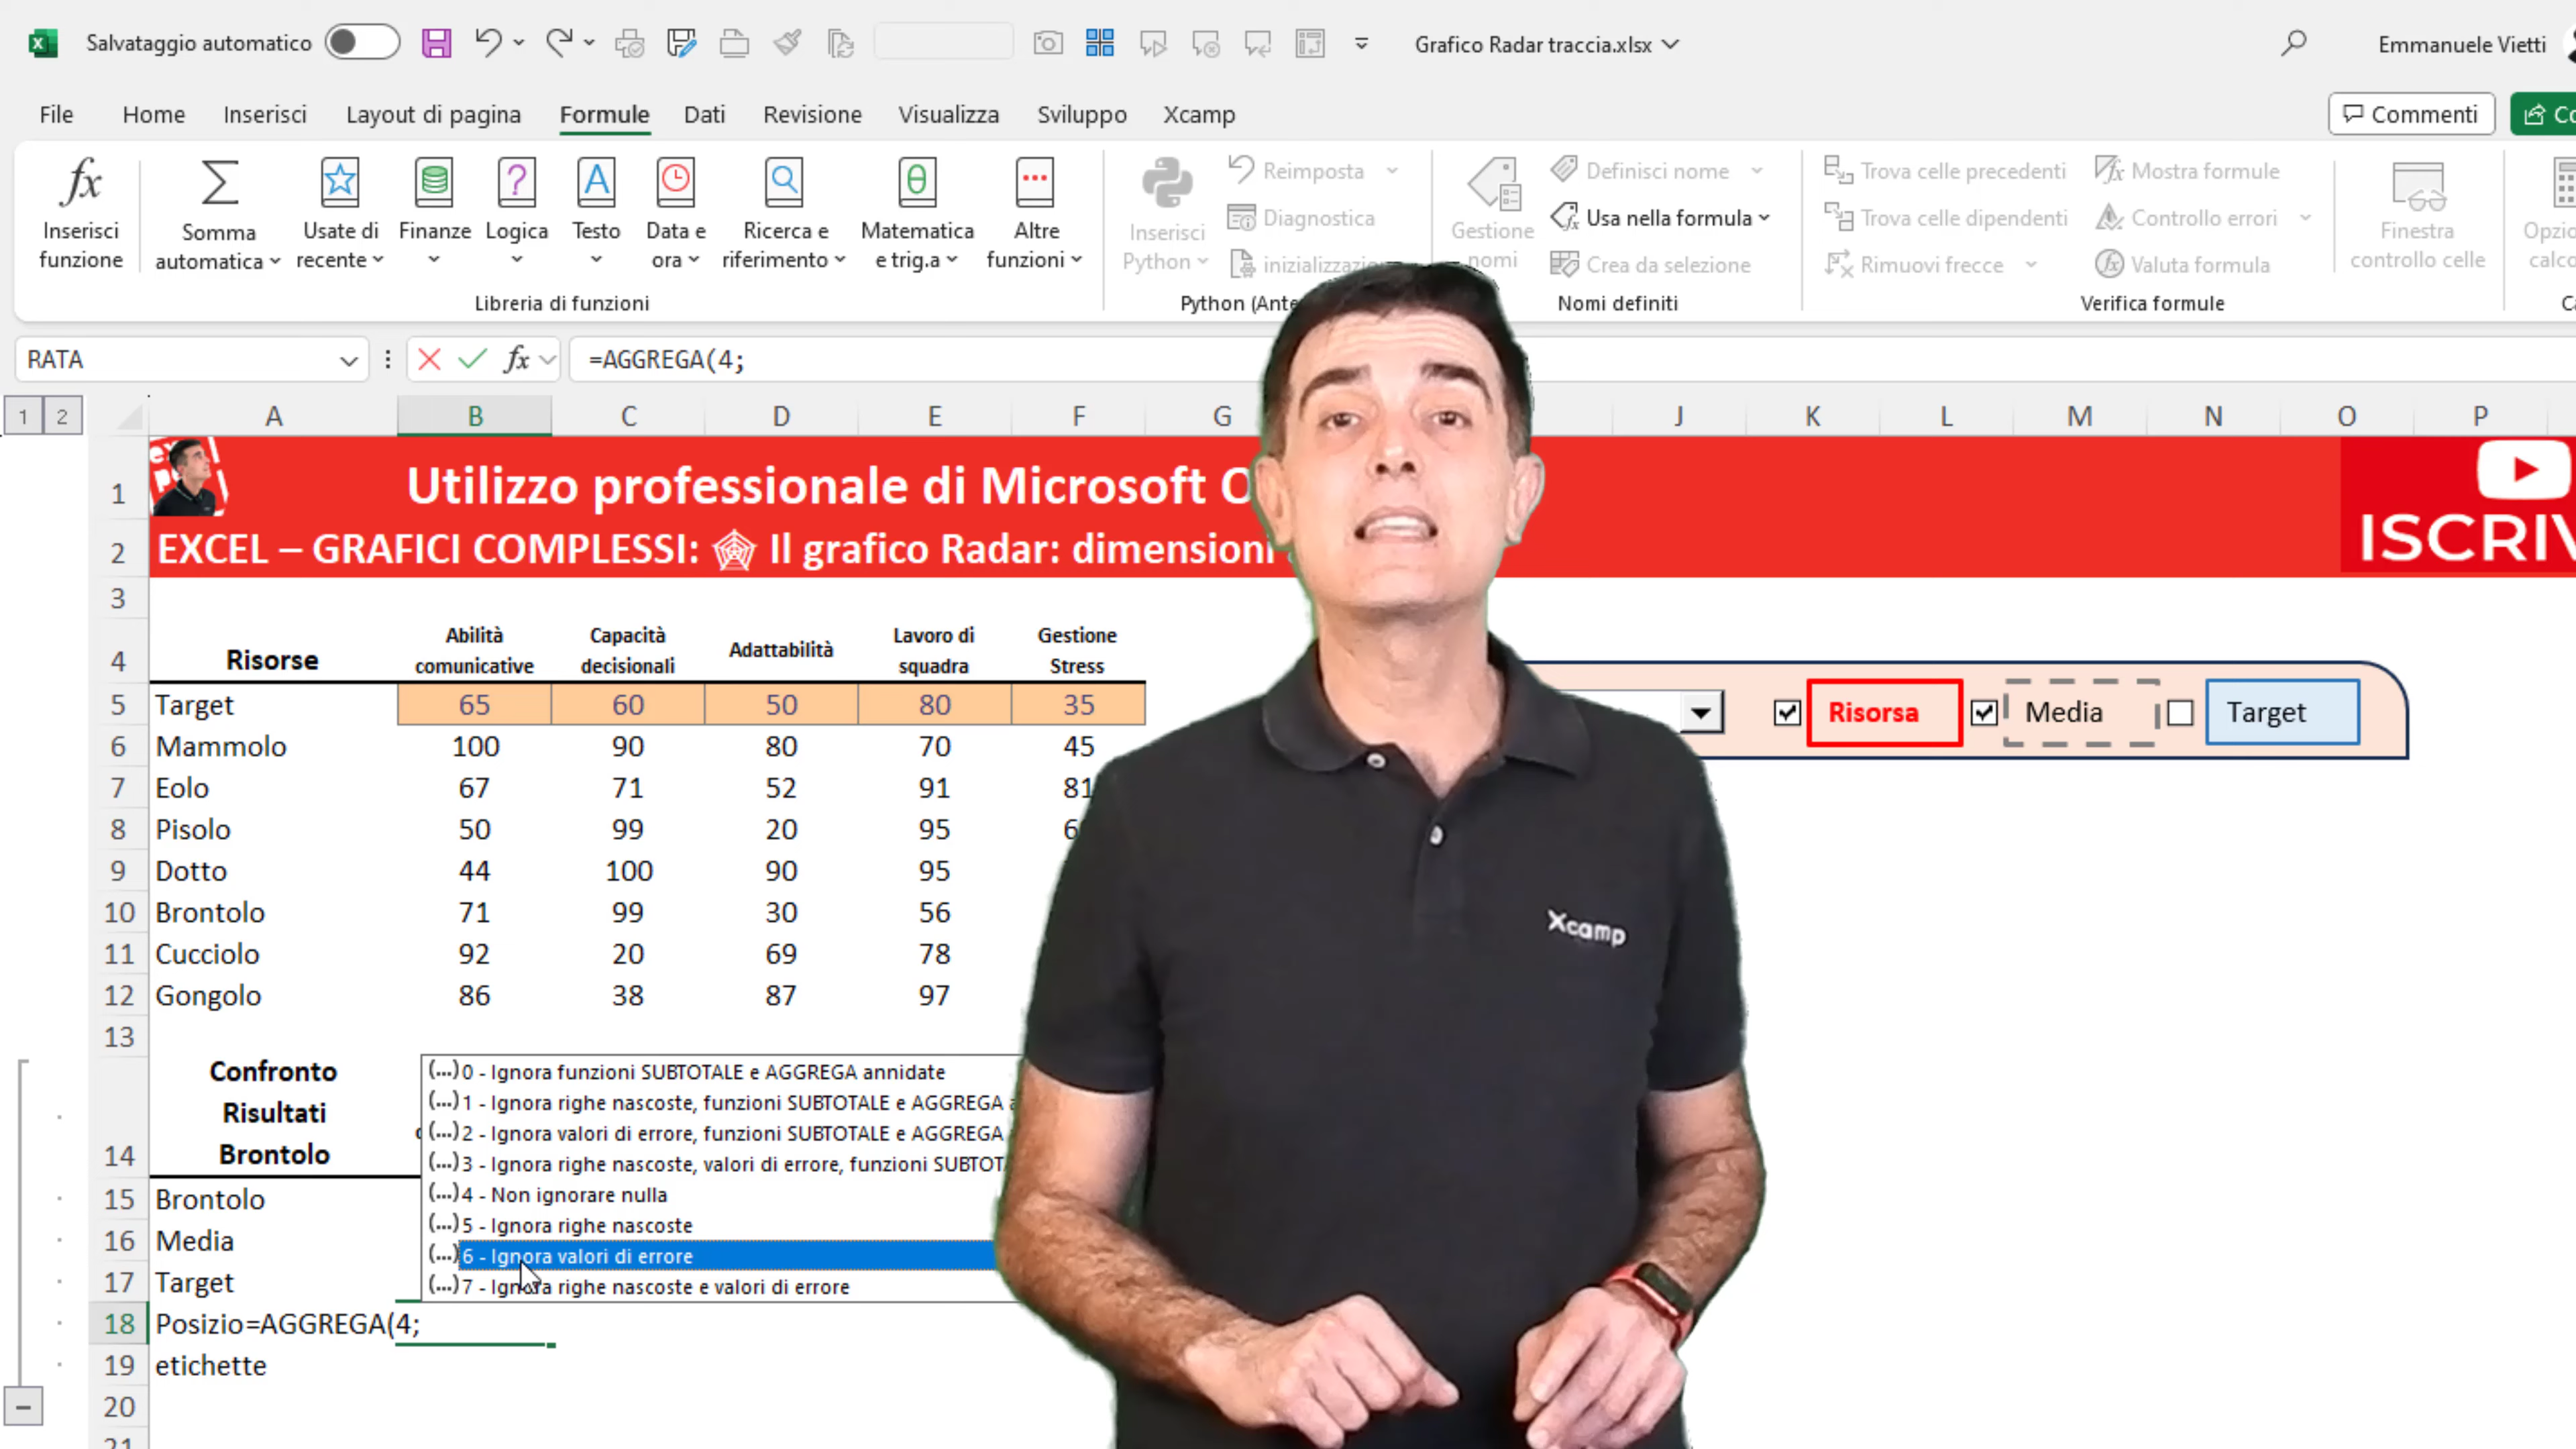 Salvataggio automatico
Grafico Radar traccia.xlsx
Emmanuele Vietti
File Home Inserisci Layout di pagina Formule Dati Revisione Visualizza Sviluppo Xcamp
Commenti
Inserisci funzione
Somma automatica
Usate di recente
Finanze
Logica
Testo
Data e ora
Ricerca e riferimento
Matematica e trig.a
Altre funzioni
Libreria di funzioni
Inserisci Python
Reimposta
Diagnostica
Python
Gestione nomi
Definisci nome
Usa nella formula
Crea da selezione
Nomi definiti
Trova celle precedenti
Trova celle dipendenti
Rimuovi frecce
Mostra formule
Controllo errori
Valuta formula
Verifica formule
Finestra controllo celle
RATA
fx
=AGGREGA(4;
1 2
A B C D E F G J K L M N O P
1 Utilizzo professionale di Microsoft
2 EXCEL – GRAFICI COMPLESSI: Il grafico Radar: dimensioni
3
4 Risorse Abilità comunicative Capacità decisionali Adattabilità Lavoro di squadra Gestione Stress
5 Target 65 60 50 80 35
6 Mammolo 100 90 80 70 45
7 Eolo 67 71 52 91 81
8 Pisolo 50 99 20 95
9 Dotto 44 100 90 95
10 Brontolo 71 99 30 56
11 Cucciolo 92 20 69 78
12 Gongolo 86 38 87 97
13
Risorsa Media Target
Xcamp
Confronto
Risultati
14 Brontolo
(...) 0 - Ignora funzioni SUBTOTALE e AGGREGA annidate
(...) 1 - Ignora righe nascoste, funzioni SUBTOTALE e AGGREGA
(...) 2 - Ignora valori di errore, funzioni SUBTOTALE e AGGREGA
(...) 3 - Ignora righe nascoste, valori di errore, funzioni
(...) 4 - Non ignorare nulla
(...) 5 - Ignora righe nascoste
(...) 6 - Ignora valori di errore
(...) 7 - Ignora righe nascoste e valori di errore
15 Brontolo
16 Media
17 Target
18 Posizio=AGGREGA(4;
19 etichette
20